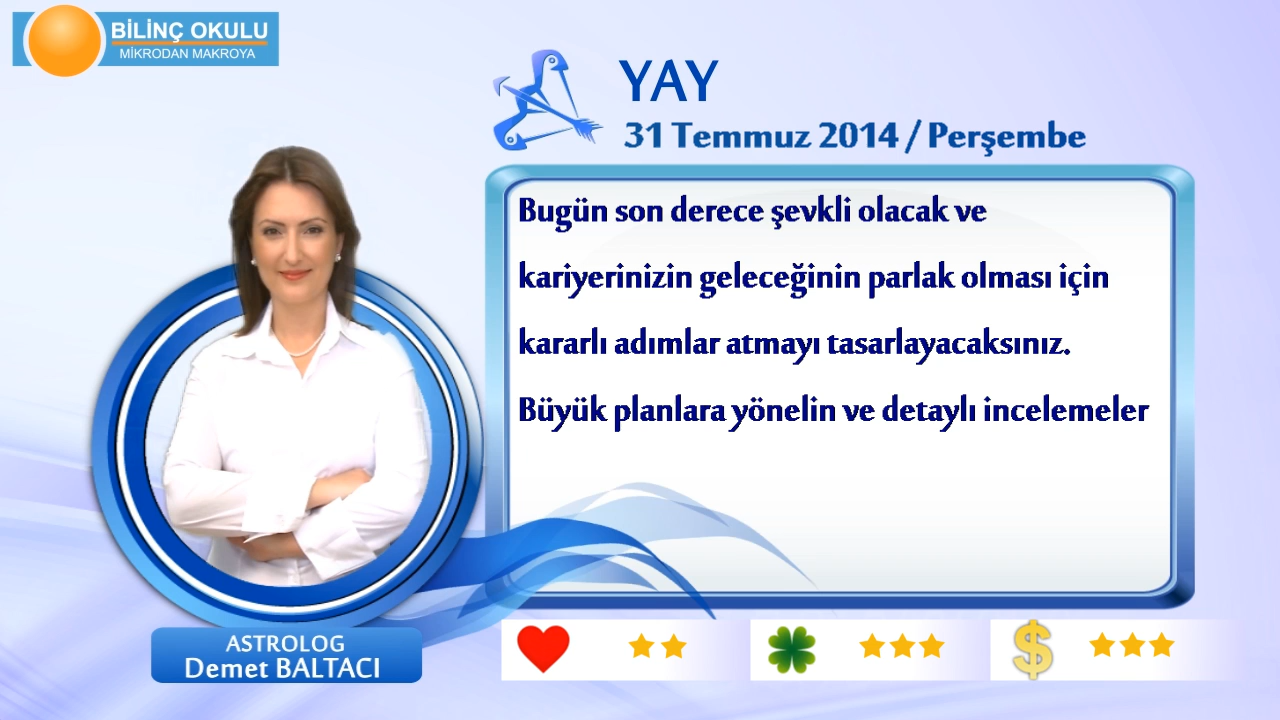 BİLİNÇ OKULU
MİKRODAN MAKROYA
YAY
31 Temmuz 2014 / Perşembe
Bugün son derece şevkli olacak ve
kariyerinizin geleceğinin parlak olması için
kararlı adımlar atmayı tasarlayacaksınız.
Büyük planlara yönelin ve detaylı incelemeler
ASTROLOG
Demet BALTACI